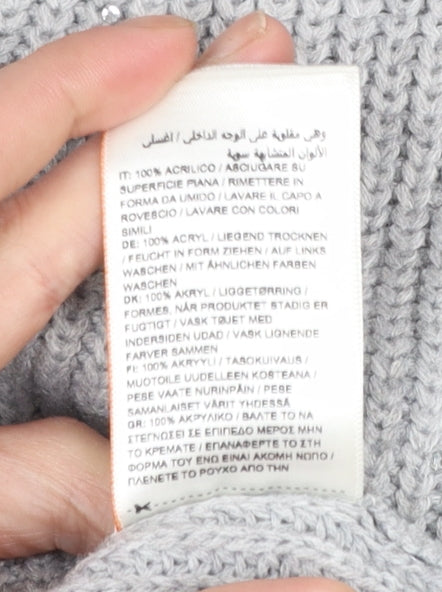 وهي مقلوبة على الوجه الداخلي / اغسلي
الألوان المتشابهة سوية
IT: 100% ACRILICO / ASCIUGARE SU
SUPERFICIE PIANA / RIMETTERE IN
FORMA DA UMIDO / LAVARE IL CAPO A
ROVESCIO / LAVARE CON COLORI
SIMILI
DE: 100% ACRYL / LIEGEND TROCKNEN
/ FEUCHT IN FORM ZIEHEN / AUF LINKS
WASCHEN / MIT ÄHNLICHEN FARBEN
WASCHEN
DK: 100% AKRYL / LIGGETØRRING /
FORMES, NÅR PRODUKTET STADIG ER
FUGTIGT / VASK TØJET MED
INDERSIDEN UDAD / VASK LIGNENDE
FARVER SAMMEN
FI: 100% AKRYYLI / TASOKUIVAUS /
MUOTOILE UUDELLEEN KOSTEANA /
PESE VAATE NURINPÄIN / PESE
SAMANLAISET VÄRIT YHDESSÄ
GR: 100% ΑΚΡΥΛΙΚΟ / ΒΑΛΤΕ ΤΟ ΝΑ
ΣΤΕΓΝΩΣΕΙ ΣΕ ΕΠΙΠΕΔΟ ΜΕΡΟΣ ΜΗΝ
ΤΟ ΚΡΕΜΑΤΕ / ΕΠΑΝΑΦΕΡΤΕ ΤΟ ΣΤΗ
ΦΟΡΜΑ ΤΟΥ ΕΝΩ ΕΙΝΑΙ ΑΚΟΜΗ ΝΩΠΟ /
ΠΛΕΝΕΤΕ ΤΟ ΡΟΥΧΟ ΑΠΟ ΤΗΝ